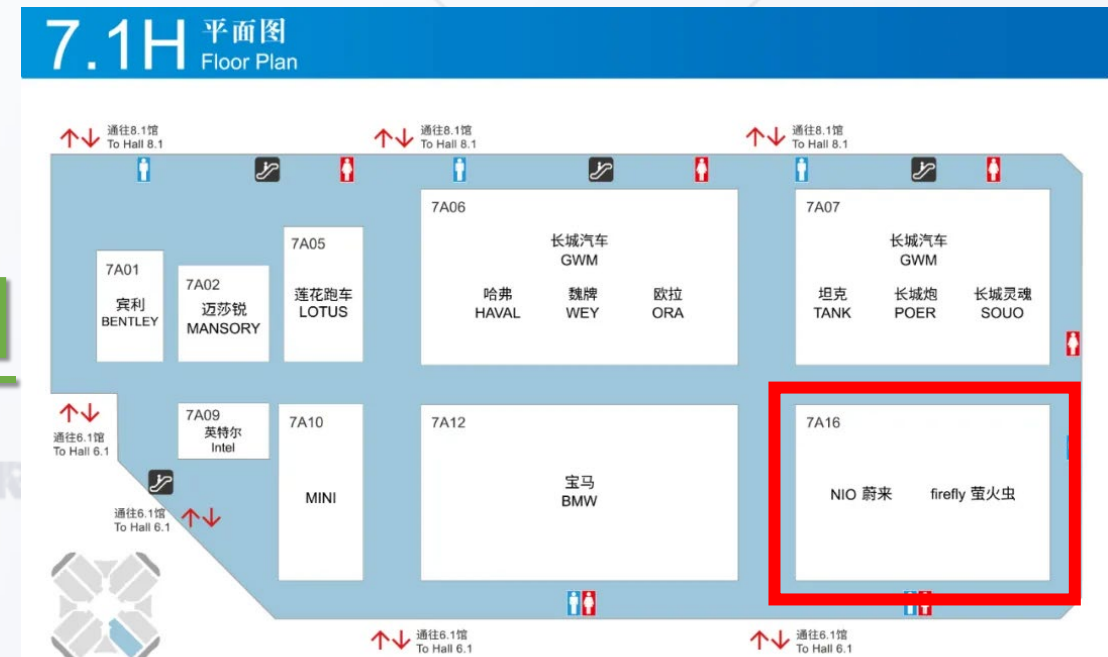 7.1H 平面图
Floor Plan
通往8.1馆
To Hall 8.1
通往8.1馆
To Hall 8.1
通往8.1馆
To Hall 8.1
7A01
宾利
BENTLEY
7A02
迈莎锐
MANSORY
7A05
莲花跑车
LOTUS
7A06
长城汽车
GWM
哈弗 魏牌 欧拉
HAVAL WEY ORA
7A07
长城汽车
GWM
坦克 长城炮 长城灵魂
TANK POER SOUO
通往6.1馆
To Hall 6.1
7A09
英特尔
Intel
7A10
MINI
7A12
宝马
BMW
7A16
NIO 蔚来 firefly 萤火虫
通往6.1馆
To Hall 6.1
通往6.1馆
To Hall 6.1
通往6.1馆
To Hall 6.1